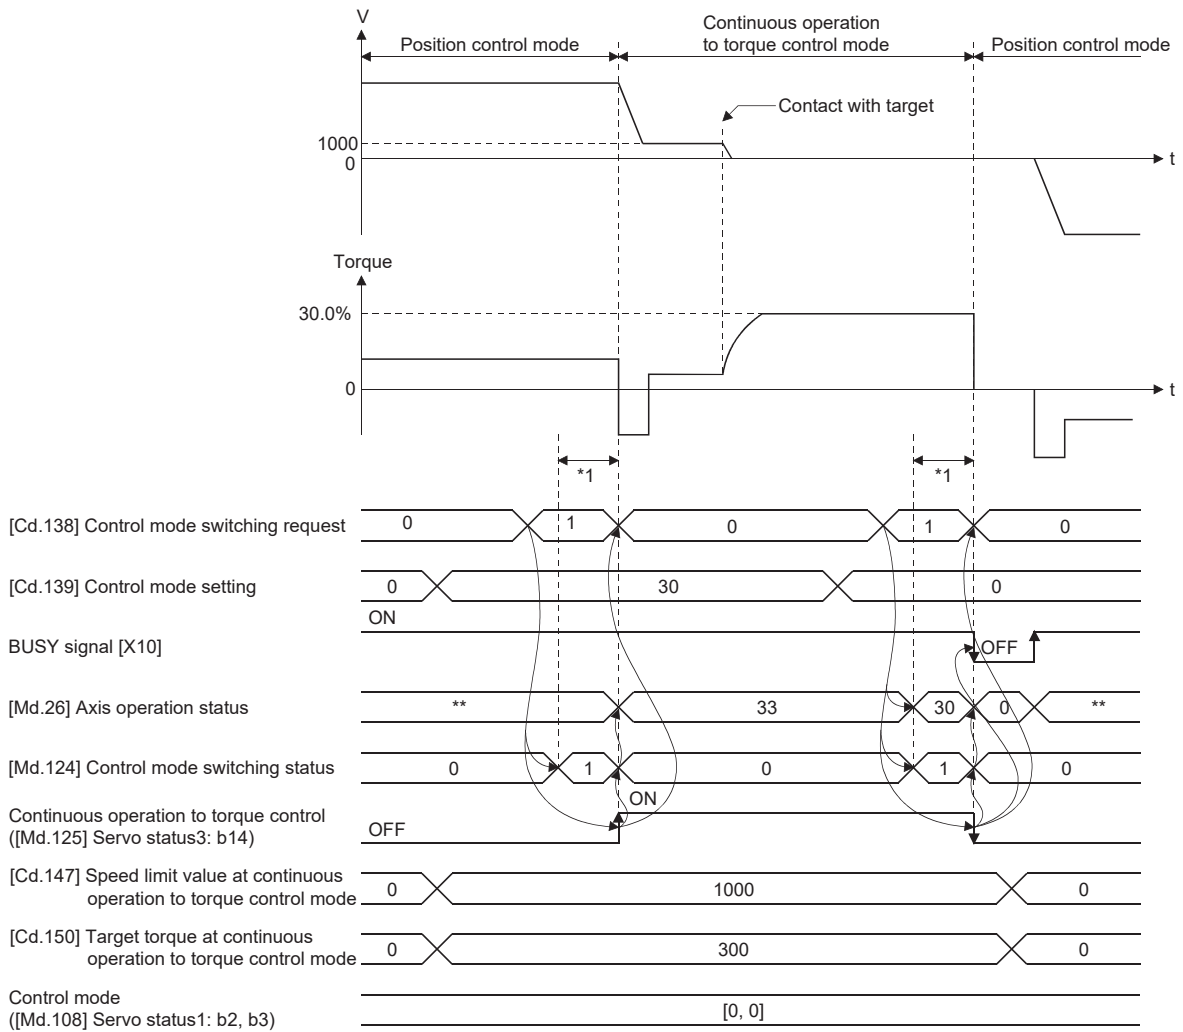 V
Continuous operation
to torque control mode
Position control mode
Position control mode
Contact with target
1000
0
t
Torque
30.0%
0
t
*1
*1
[Cd.138] Control mode switching request
0
1
0
1
0
[Cd.139] Control mode setting
0
30
0
ON
BUSY signal [X10]
OFF
[Md.26] Axis operation status
**
33
30
0
**
[Md.124] Control mode switching status
0
1
0
1
0
ON
Continuous operation to torque control
([Md.125] Servo status3: b14)
OFF
[Cd.147] Speed limit value at continuous
operation to torque control mode
0
1000
0
[Cd.150] Target torque at continuous
operation to torque control mode
0
300
0
Control mode
([Md.108] Servo status1: b2, b3)
[0, 0]